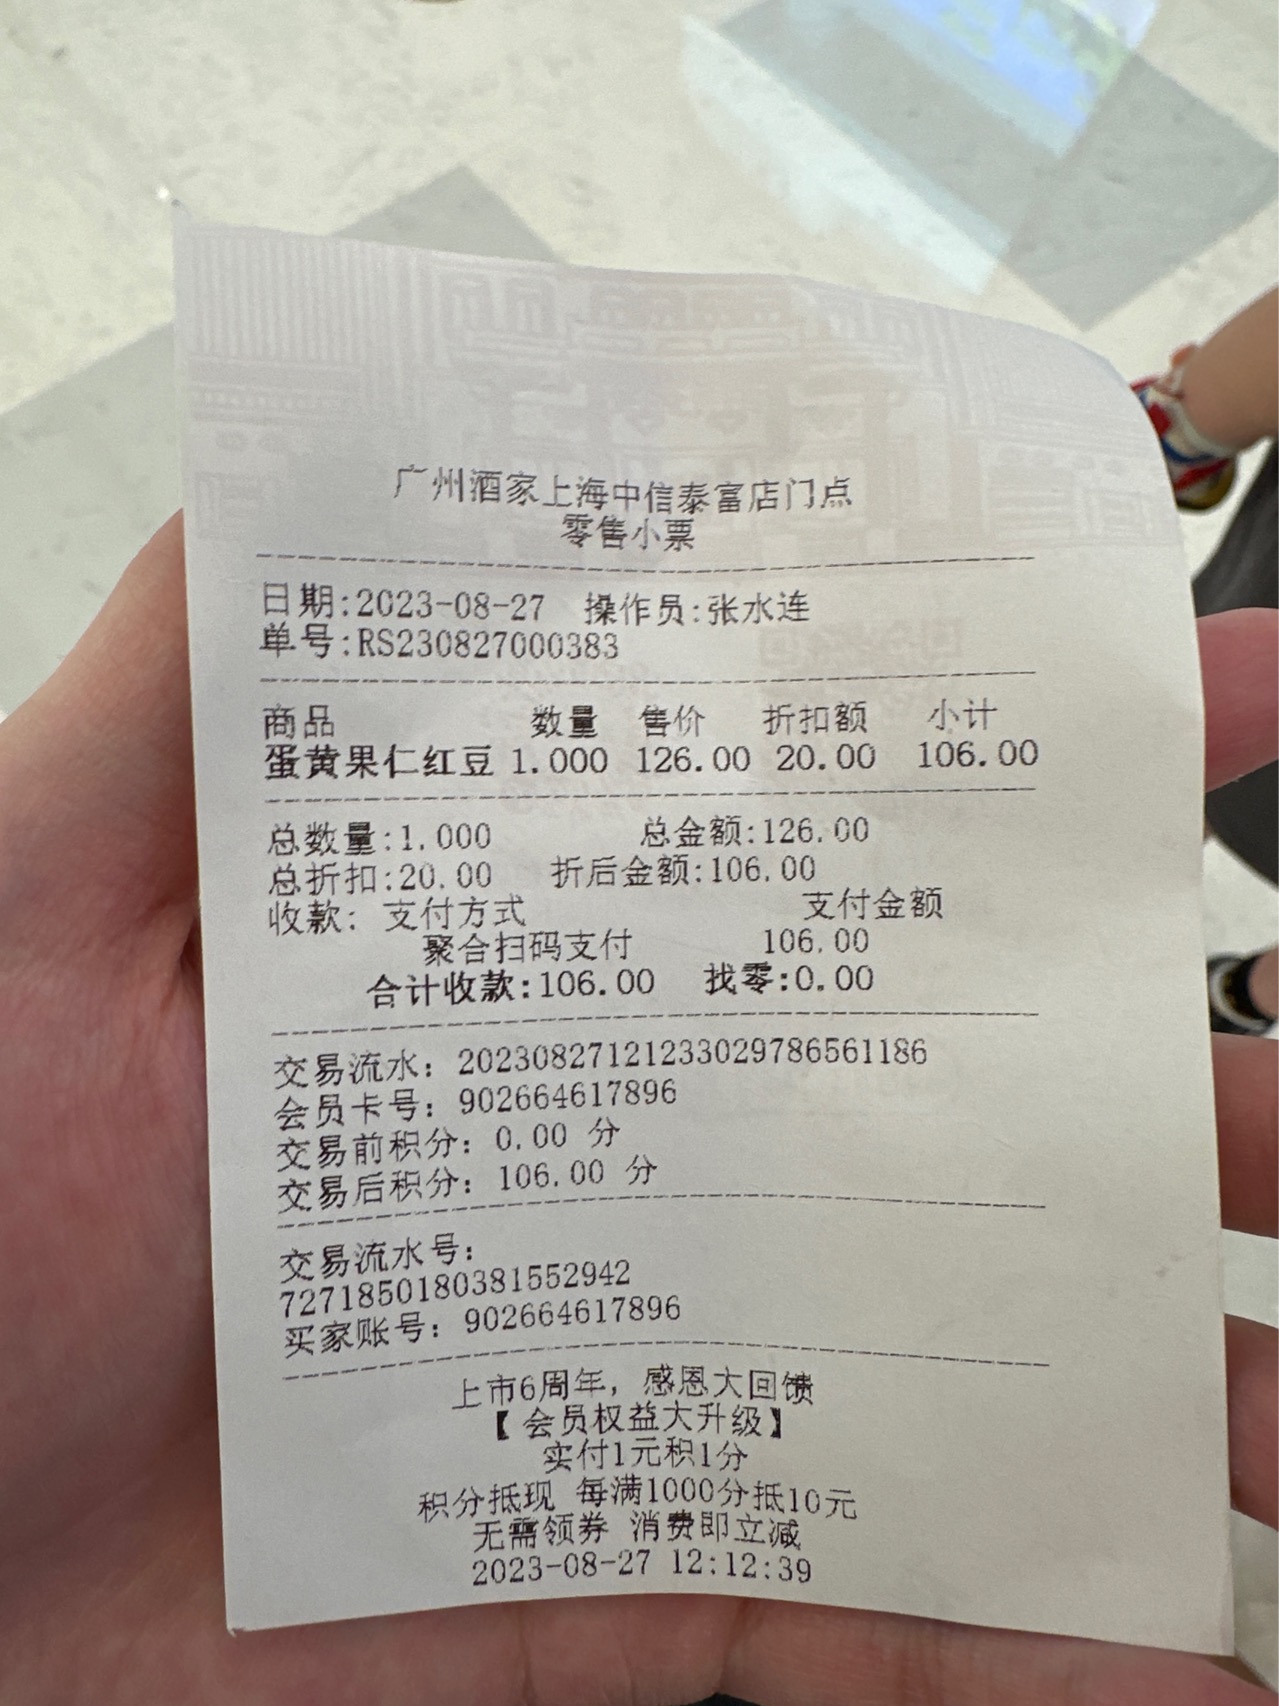 广州酒家上海中信泰富店门点
零售小票
日期:2023-08-27 操作员:张水连
单号:RS230827000383
商品 数量 售价 折扣额 小计
蛋黄果仁红豆 1.000 126.00 20.00 106.00
总数量:1.000 总金额:126.00
总折扣:20.00 折后金额:106.00
收款: 支付方式 支付金额
聚合扫码支付 106.00
合计收款:106.00 找零:0.00
交易流水: 20230827121233029786561186
会员卡号: 902664617896
交易前积分: 0.00 分
交易后积分: 106.00 分
交易流水号:
7271850180381552942
买家账号: 902664617896
上市6周年, 感恩大回馈
【会员权益大升级】
实付1元积1分
积分抵现 每满1000分抵10元
无需领券 消费即立减
2023-08-27 12:12:39